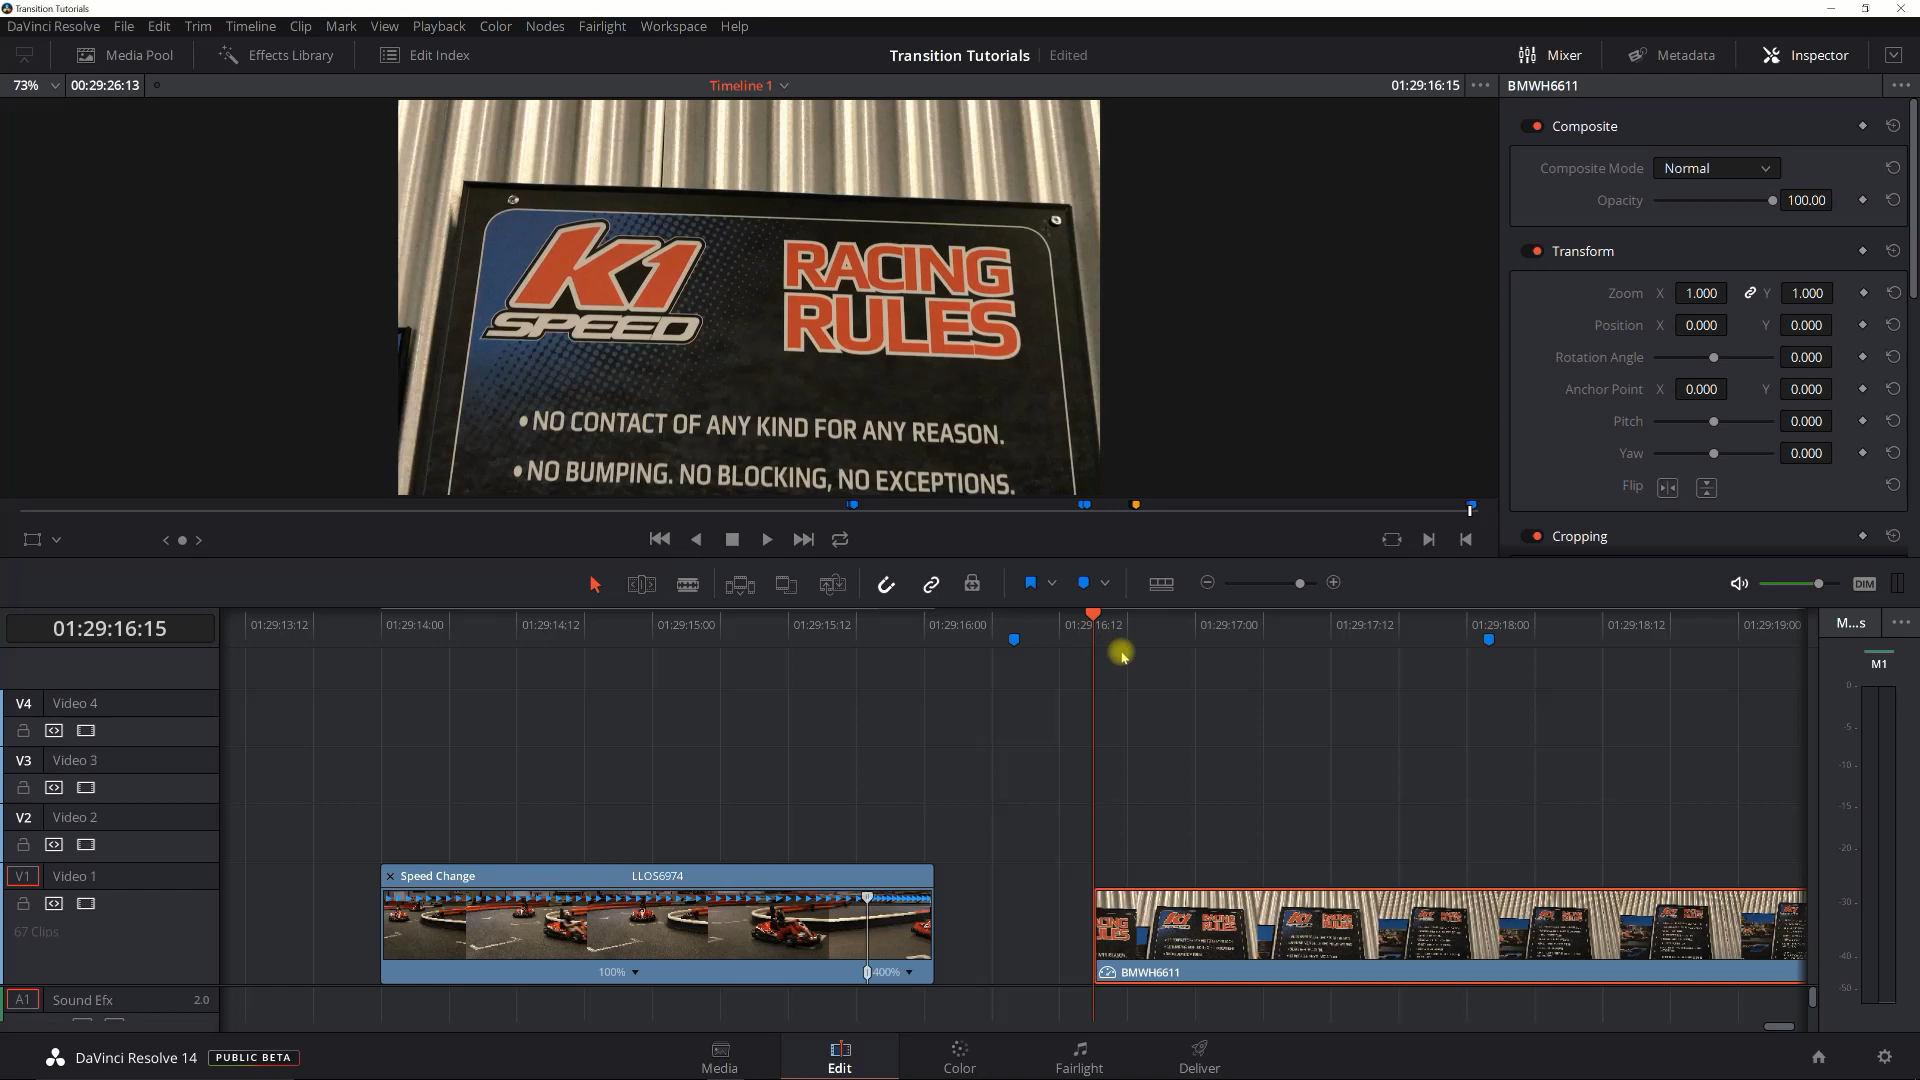 Transition Tutorials
DaVinci Resolve File Edit Trim Timeline Clip Mark View Playback Color Nodes Fairlight Workspace Help
Media Pool Effects Library Edit Index Transition Tutorials Edited Mixer Metadata Inspector
73% 00:29:26:13 Timeline 1 01:29:16:15 ••• BMWH6611 •••
K1 SPEED
RACING RULES
• NO CONTACT OF ANY KIND FOR ANY REASON.
• NO BUMPING. NO BLOCKING, NO EXCEPTIONS.
Composite
Composite Mode Normal
Opacity 100.00
Transform
Zoom X 1.000 Y 1.000
Position X 0.000 Y 0.000
Rotation Angle 0.000
Anchor Point X 0.000 Y 0.000
Pitch 0.000
Yaw 0.000
Flip
Cropping
DIM
01:29:16:15 01:29:13:12 01:29:14:00 01:29:14:12 01:29:15:00 01:29:15:12 01:29:16:00 01:29:16:12 01:29:17:00 01:29:17:12 01:29:18:00 01:29:18:12 01:29:19:00 M...s •••
M1
V4 Video 4
V3 Video 3
V2 Video 2
V1 Video 1
67 Clips
Speed Change LLOS6974
100% 400%
BMWH6611
0
-5
-10
-15
-20
-30
-40
-50
A1 Sound Efx 2.0
DaVinci Resolve 14 PUBLIC BETA
Media Edit Color Fairlight Deliver